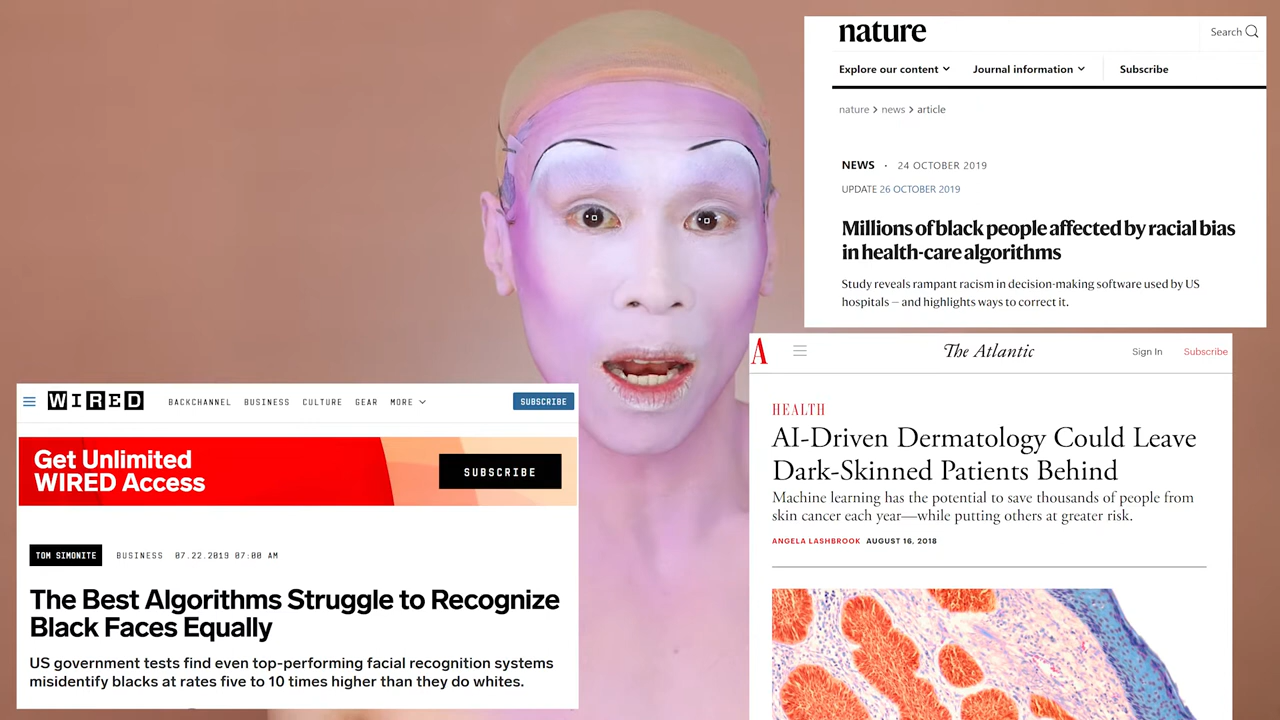 nature
Search
Explore our content
Journal information
Subscribe
nature > news > article
NEWS · 24 OCTOBER 2019
UPDATE 26 OCTOBER 2019
Millions of black people affected by racial bias
in health-care algorithms
Study reveals rampant racism in decision-making software used by US
hospitals — and highlights ways to correct it.
A
The Atlantic
Sign In
Subscribe
HEALTH
AI-Driven Dermatology Could Leave
Dark-Skinned Patients Behind
Machine learning has the potential to save thousands of people from
skin cancer each year—while putting others at greater risk.
ANGELA LASHBROOK AUGUST 16, 2018
WIRED
BACKCHANNEL BUSINESS CULTURE GEAR MORE
SUBSCRIBE
Get Unlimited
WIRED Access
SUBSCRIBE
TOM SIMONITE BUSINESS 07.22.2019 07:00 AM
The Best Algorithms Struggle to Recognize
Black Faces Equally
US government tests find even top-performing facial recognition systems
misidentify blacks at rates five to 10 times higher than they do whites.